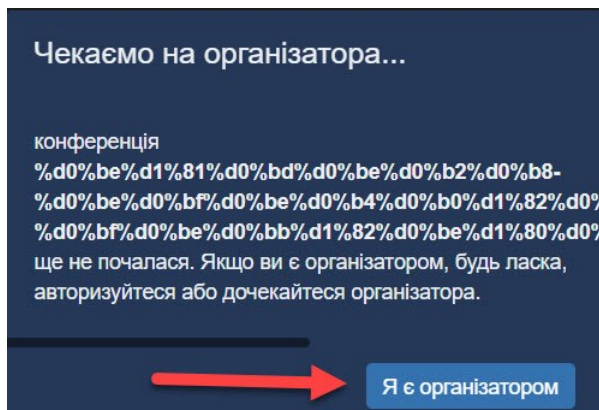 Чекаємо на організатора...
конференція
%d0%be%d1%81%d0%bd%d0%be%d0%b2%d0%b8-
%d0%be%d0%bf%d0%be%d0%b4%d0%b0%d1%82%d0%
%d0%bf%d0%be%d0%bb%d1%82%d0%be%d1%80%d0%
ще не почалася. Якщо ви є організатором, будь ласка,
авторизуйтеся або дочекайтеся організатора.
Я є організатором